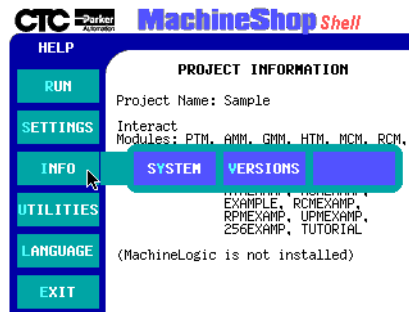 CTC Parker Automation MachineShop Shell
HELP
PROJECT INFORMATION
RUN
Project Name: Sample
SETTINGS
Interact
Modules: PTM, AMM, GMM, HTM, MCM, RCM,
INFO
SYSTEM VERSIONS
EXAMPLE, RCMEXAMP,
UTILITIES
RPMEXAMP, UPMEXAMP,
256EXAMP, TUTORIAL
LANGUAGE
(MachineLogic is not installed)
EXIT